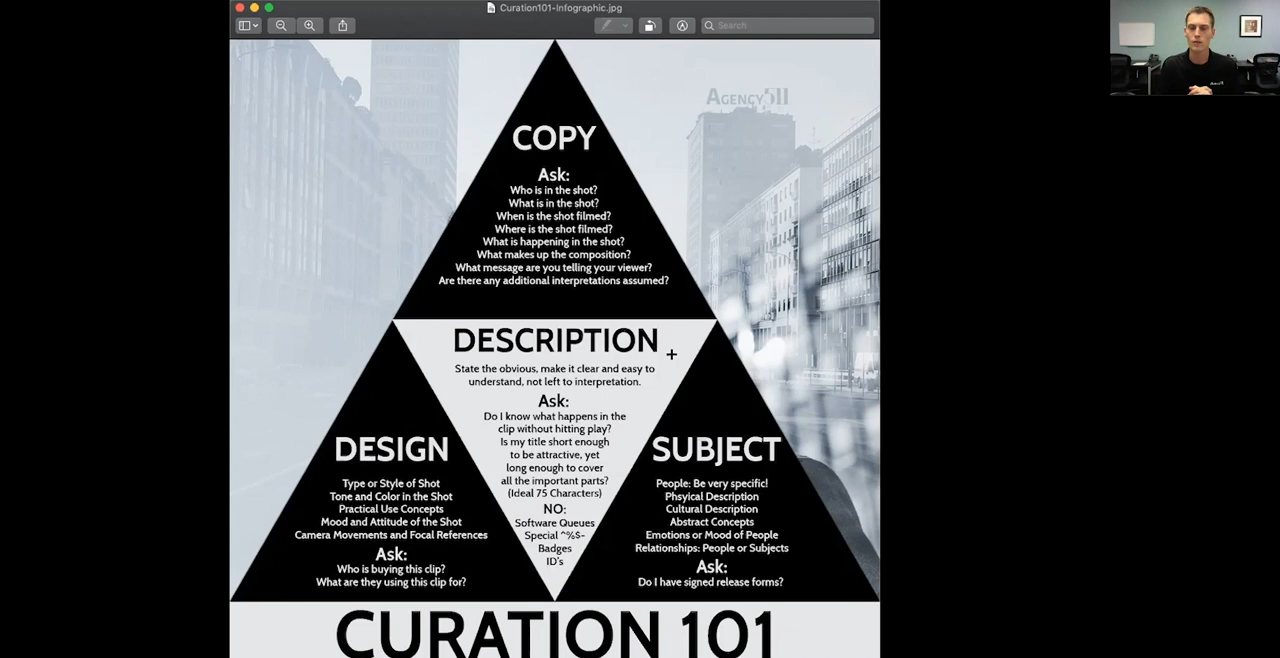 Curation101-Infographic.jpg
Search
AGENCY511
COPY
Ask:
Who is in the shot?
What is in the shot?
When is the shot filmed?
Where is the shot filmed?
What is happening in the shot?
What makes up the composition?
What message are you telling your viewer?
Are there any additional interpretations assumed?
DESCRIPTION
State the obvious, make it clear and easy to
understand, not left to interpretation.
Ask:
Do I know what happens in the
clip without hitting play?
Is my title short enough
to be attractive, yet
long enough to cover
all the important parts?
(Ideal 75 Characters)
NO:
Software Queues
Special ^%$~
Badges
ID's
DESIGN
Type or Style of Shot
Tone and Color in the Shot
Practical Use Concepts
Mood and Attitude of the Shot
Camera Movements and Focal References
Ask:
Who is buying this clip?
What are they using this clip for?
SUBJECT
People: Be very specific!
Phsyical Description
Cultural Description
Abstract Concepts
Emotions or Mood of People
Relationships: People or Subjects
Ask:
Do I have signed release forms?
CURATION 101